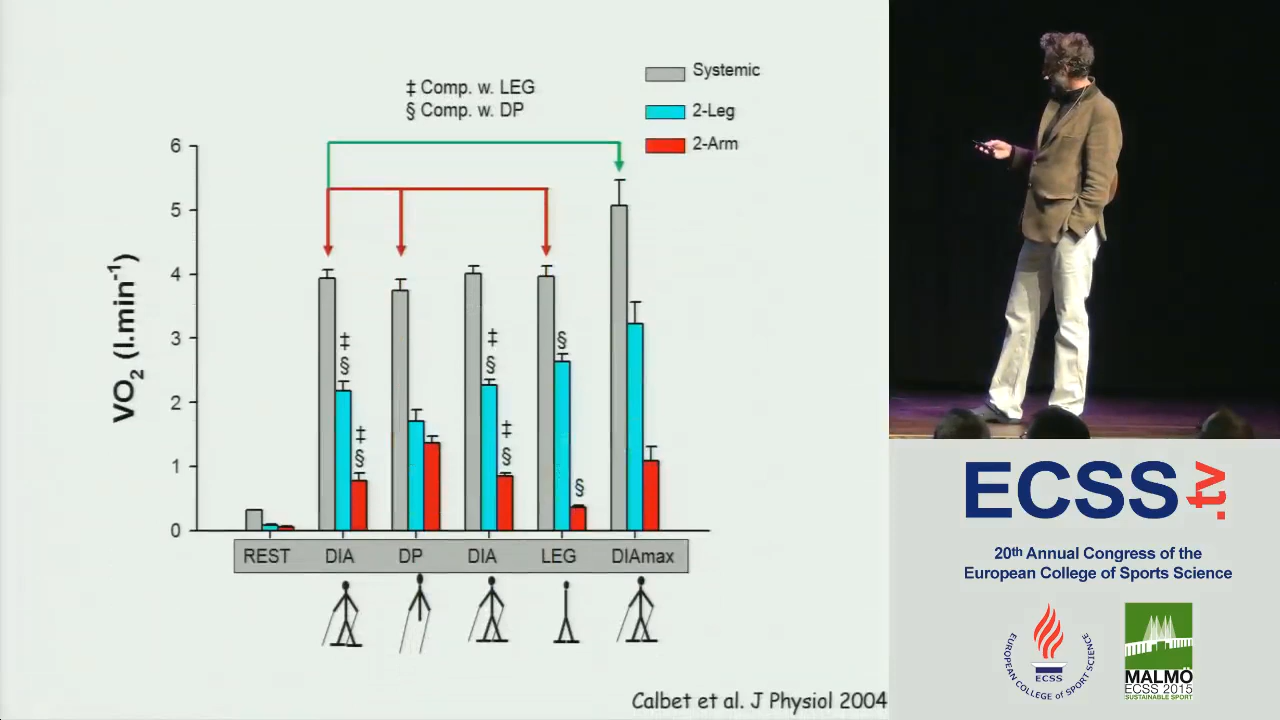 ‡ Comp. w. LEG
§ Comp. w. DP
Systemic
2-Leg
2-Arm
VO2 (l.min-1)
6
5
4
3
2
1
0
‡
§
‡
§
‡
§
‡
§
§
§
REST DIA DP DIA LEG DIAmax
Calbet et al. J Physiol 2004
ECSS.tv
20th Annual Congress of the
European College of Sports Science
EUROPEAN COLLEGE OF SPORT SCIENCE
ECSS
MALMÖ
ECSS 2015
SUSTAINABLE SPORT